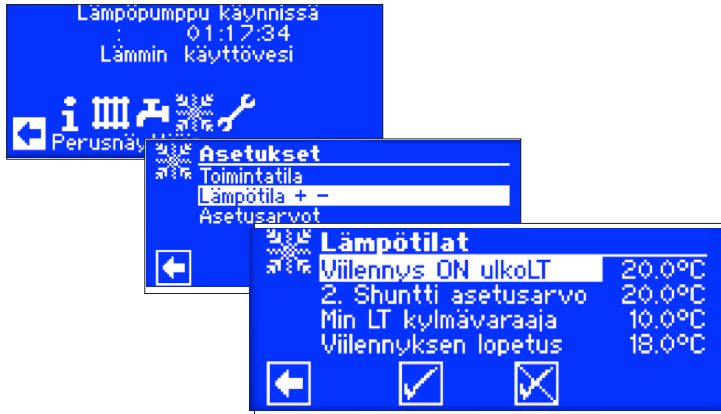 Lämpöpumppu käynnissä
: 01:17:34
Lämmin käyttövesi
Asetukset
Toimintatila
Lämpötila + -
Asetusarvot
Lämpötilat
Viilennys ON ulkoLT 20.0°C
2. Shuntti asetusarvo 20.0°C
Min LT kylmävaraaja 10.0°C
Viilennyksen lopetus 18.0°C